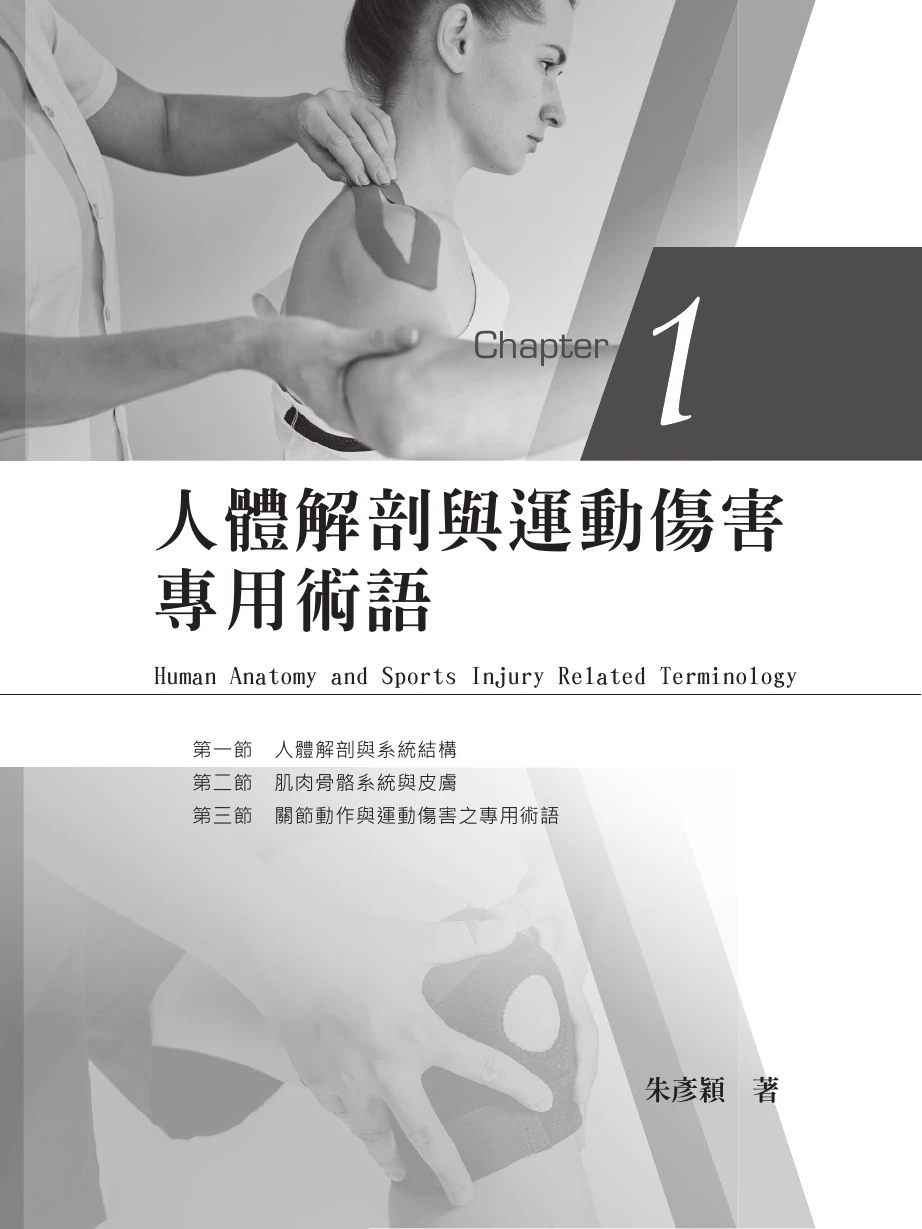 Chapter 1
人體解剖與運動傷害
專用術語
Human Anatomy and Sports Injury Related Terminology
第一節　人體解剖與系統結構
第二節　肌肉骨骼系統與皮膚
第三節　關節動作與運動傷害之專用術語
朱彥穎　著